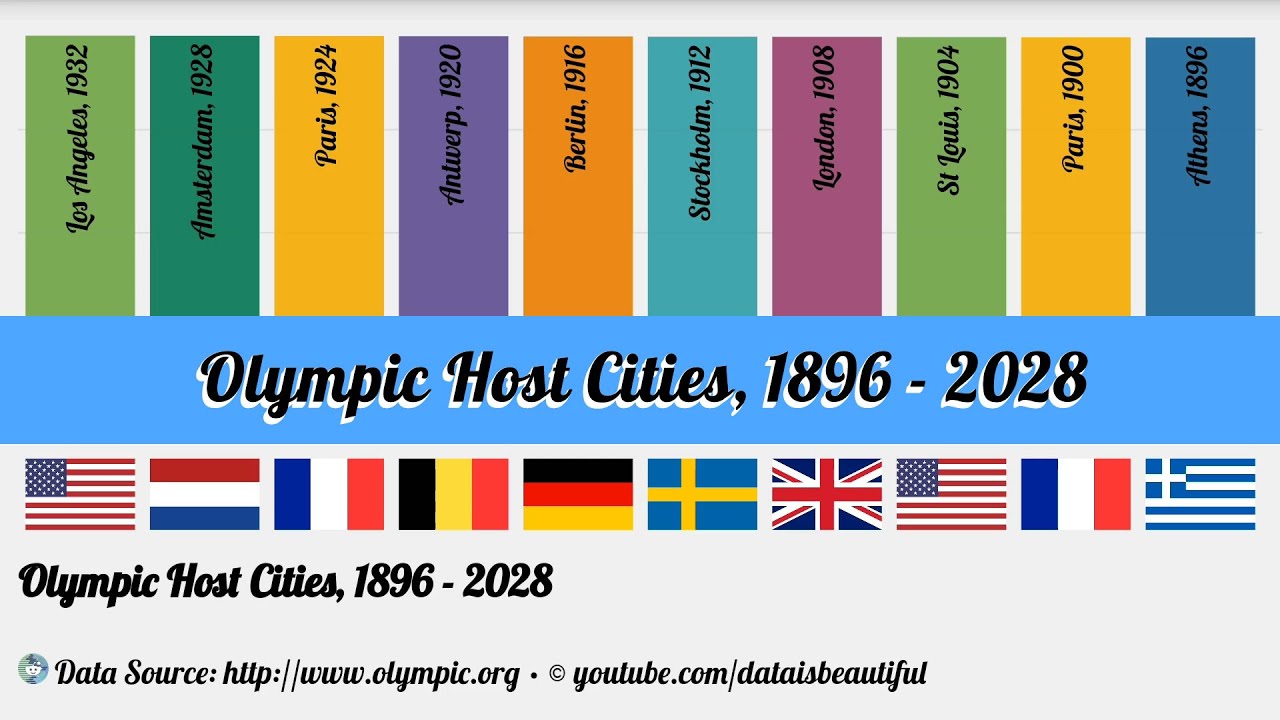 Los Angeles, 1932
Amsterdam, 1928
Paris, 1924
Antwerp, 1920
Berlin, 1916
Stockholm, 1912
London, 1908
St Louis, 1904
Paris, 1900
Athens, 1896
Olympic Host Cities, 1896 - 2028
Olympic Host Cities, 1896 - 2028
Data Source: http://www.olympic.org • © youtube.com/dataisbeautiful